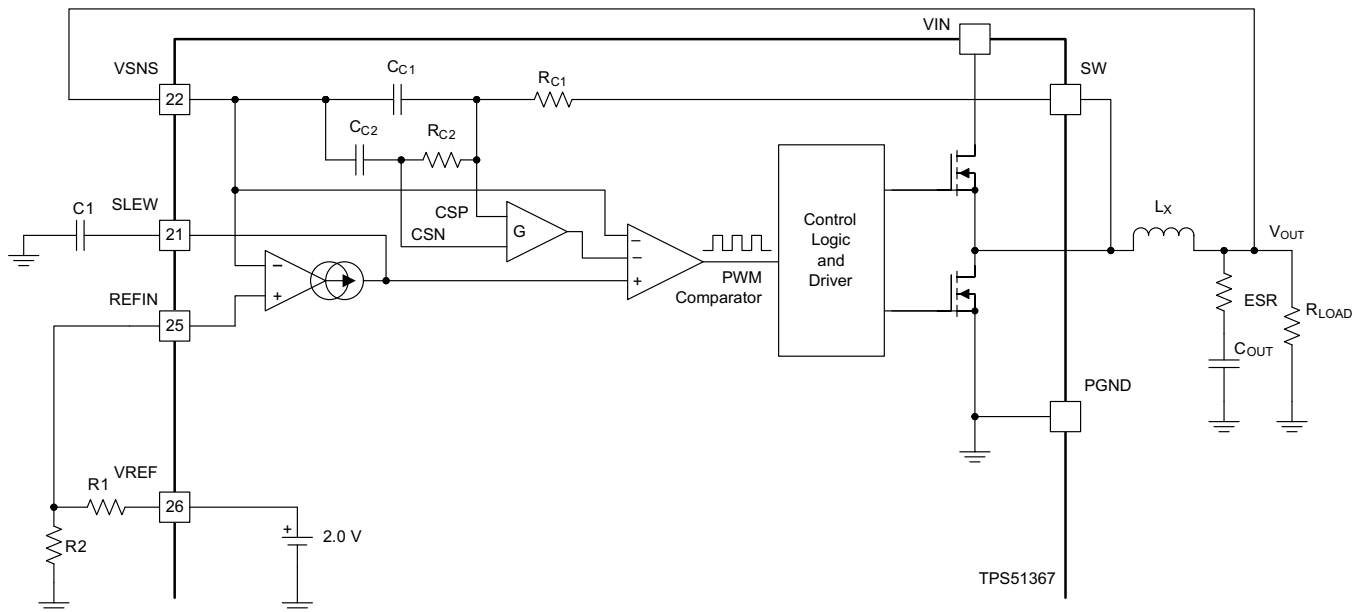 VIN
VSNS
SW
22
CC1
RC1
CC2
RC2
C1
SLEW
21
CSP
CSN
G
−
−
+
PWM
Comparator
Control
Logic
and
Driver
LX
VOUT
REFIN
25
−
+
ESR
RLOAD
COUT
PGND
VREF
R1
26
R2
+
2.0 V
TPS51367